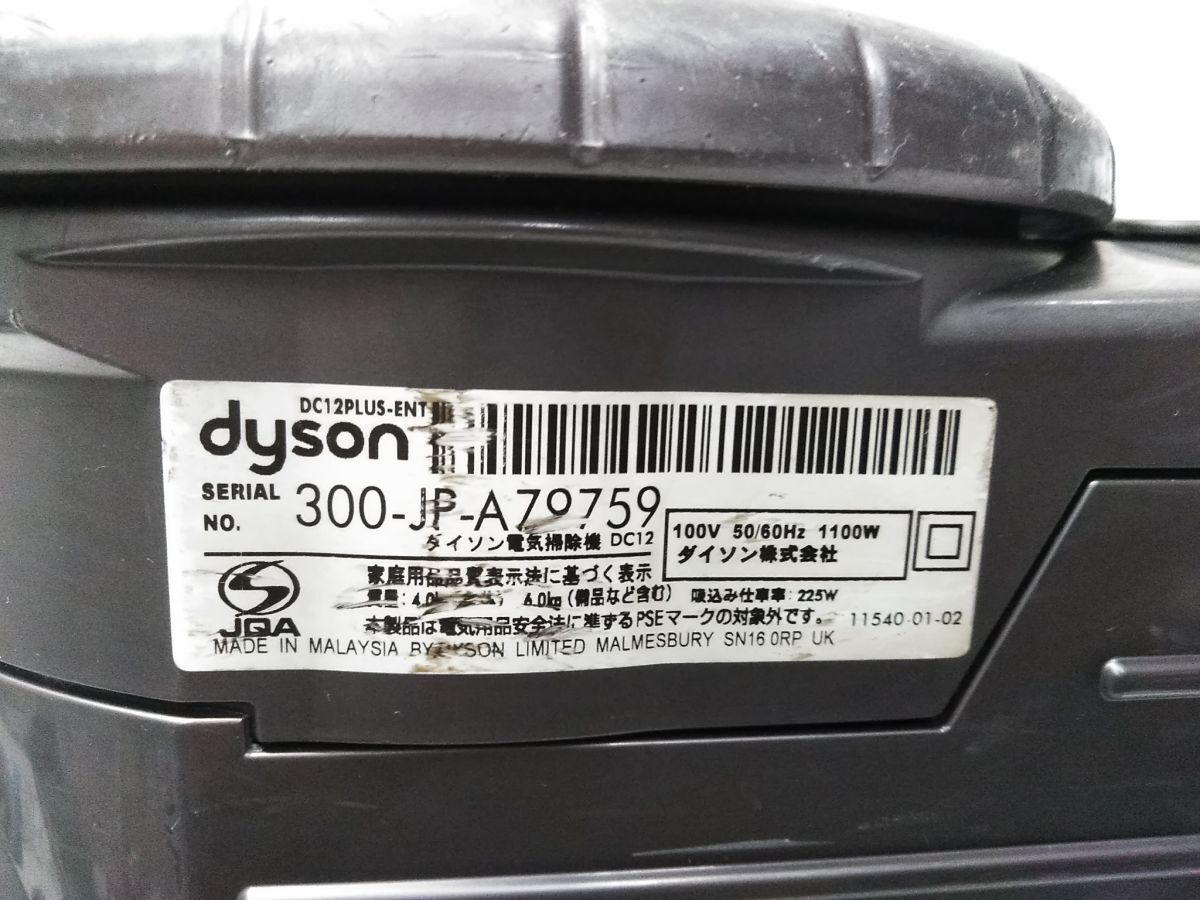 DC12PLUS-ENT
dyson
SERIAL NO. 300-JP-A79759
ダイソン電気掃除機 DC12
100V 50/60Hz 1100W
ダイソン株式会社
家庭用品品質表示法に基づく表示
質量:4.0k 6.0kg(備品など含む) 吸込み仕事率:225W
本製品は電気用品安全法に準ずるPSEマークの対象外です。 11540-01-02
JQA
MADE IN MALAYSIA BY DYSON LIMITED MALMESBURY SN16 0RP UK